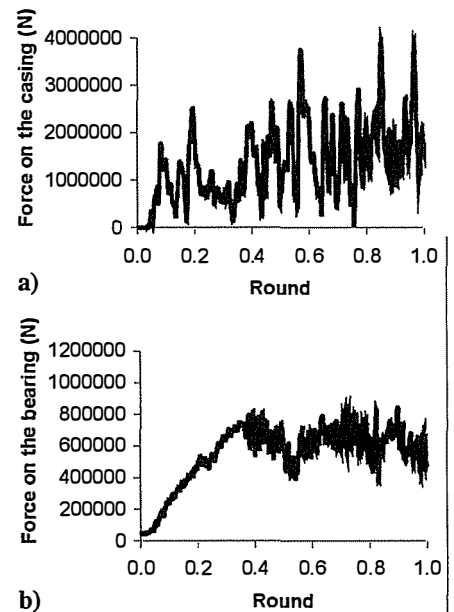 Force on the casing (N)
4000000
3000000
2000000
1000000
0
0.0 0.2 0.4 0.6 0.8 1.0
Round
a)
Force on the bearing (N)
1200000
1000000
800000
600000
400000
200000
0
0.0 0.2 0.4 0.6 0.8 1.0
Round
b)